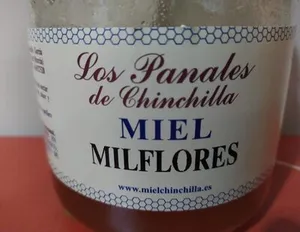 Los Panales
de Chinchilla
MIEL
MILFLORES
www.mielchinchilla.es